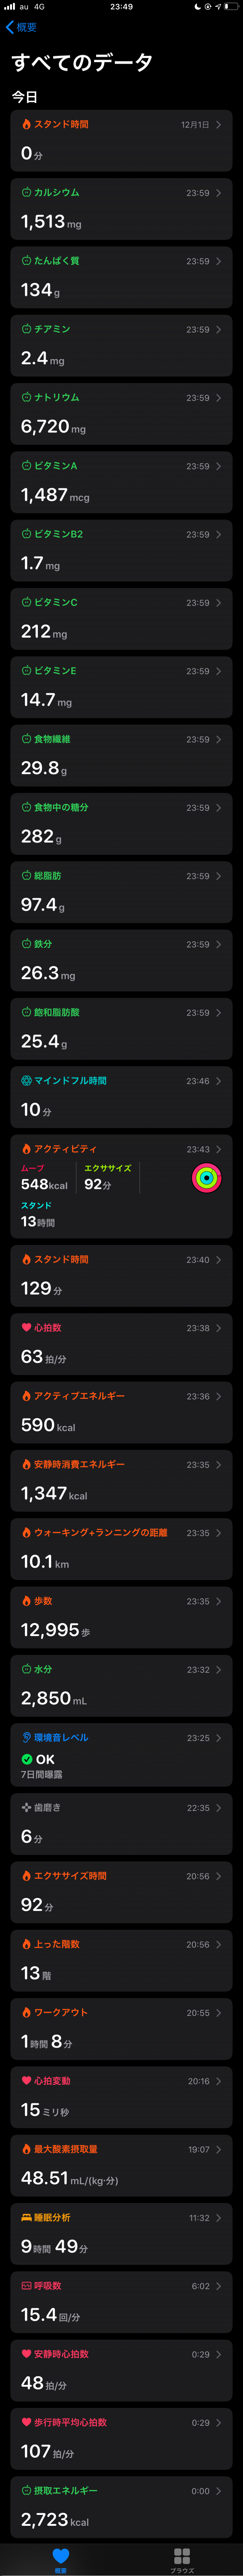 au 4G 23:49
概要
すべてのデータ
今日
スタンド時間 12月1日
0分
カルシウム 23:59
1,513 mg
たんぱく質 23:59
134 g
チアミン 23:59
2.4 mg
ナトリウム 23:59
6,720 mg
ビタミンA 23:59
1,487 mcg
ビタミンB2 23:59
1.7 mg
ビタミンC 23:59
212 mg
ビタミンE 23:59
14.7 mg
食物繊維 23:59
29.8 g
食物中の糖分 23:59
282 g
総脂肪 23:59
97.4 g
鉄分 23:59
26.3 mg
飽和脂肪酸 23:59
25.4 g
マインドフル時間 23:46
10分
アクティビティ 23:43
ムーブ エクササイズ
548kcal 92分
スタンド
13時間
スタンド時間 23:40
129分
心拍数 23:38
63 拍/分
アクティブエネルギー 23:36
590 kcal
安静時消費エネルギー 23:35
1,347 kcal
ウォーキング+ランニングの距離 23:35
10.1 km
歩数 23:35
12,995 歩
水分 23:32
2,850 mL
環境音レベル 23:25
OK
7日間曝露
歯磨き 22:35
6分
エクササイズ時間 20:56
92分
上った階数 20:56
13階
ワークアウト 20:55
1時間 8分
心拍変動 20:16
15ミリ秒
最大酸素摂取量 19:07
48.51 mL/(kg·分)
睡眠分析 11:32
9時間 49分
呼吸数 6:02
15.4 回/分
安静時心拍数 0:29
48 拍/分
歩行時平均心拍数 0:29
107 拍/分
摂取エネルギー 0:00
2,723 kcal
概要 ブラウズ